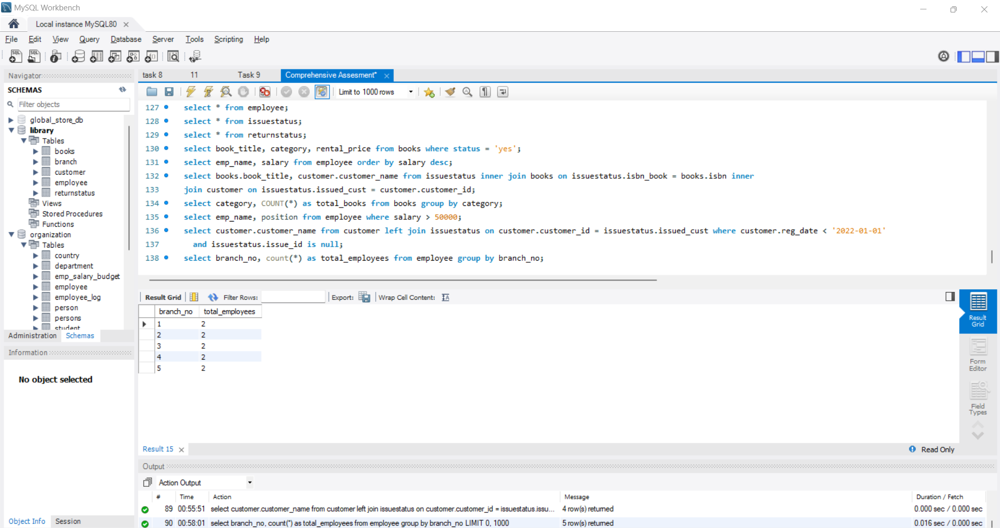 MySQL Workbench
Local instance MySQL80
File Edit View Query Database Server Tools Scripting Help
Navigator
SCHEMAS
Filter objects
global_store_db
library
Tables
books
branch
customer
employee
returnstatus
Views
Stored Procedures
Functions
organization
Tables
country
department
emp_salary_budget
employee
employee_log
person
persons
student
Administration Schemas
Information
No object selected
Object Info Session
task 8 11 Task 9 Comprehensive Assesment*
Limit to 1000 rows
127 select * from employee;
128 select * from issuestatus;
129 select * from returnstatus;
130 select book_title, category, rental_price from books where status = 'yes';
131 select emp_name, salary from employee order by salary desc;
132 select books.book_title, customer.customer_name from issuestatus inner join books on issuestatus.isbn_book = books.isbn inner
133 join customer on issuestatus.issued_cust = customer.customer_id;
134 select category, COUNT(*) as total_books from books group by category;
135 select emp_name, position from employee where salary > 50000;
136 select customer.customer_name from customer left join issuestatus on customer.customer_id = issuestatus.issued_cust where customer.reg_date < '2022-01-01'
137 and issuestatus.issue_id is null;
138 select branch_no, count(*) as total_employees from employee group by branch_no;
Result Grid Filter Rows: Export: Wrap Cell Content:
branch_no total_employees
1 2
2 2
3 2
4 2
5 2
Result Grid
Form Editor
Field Types
Result 15
Read Only
Output
Action Output
# Time Action Message Duration / Fetch
89 00:55:51 select customer.customer_name from customer left join issuestatus on customer.customer_id = issuestatus.issu... 4 row(s) returned 0.000 sec / 0.000 sec
90 00:58:01 select branch_no, count(*) as total_employees from employee group by branch_no LIMIT 0, 1000 5 row(s) returned 0.016 sec / 0.000 sec